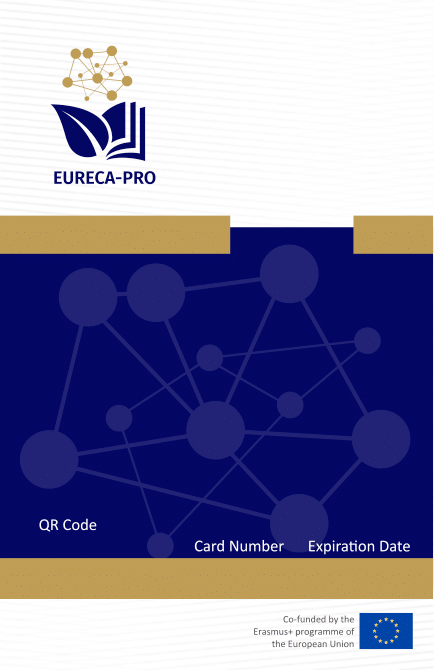 EURECA-PRO
QR Code
Card Number
Expiration Date
Co-funded by the
Erasmus+ programme of
the European Union